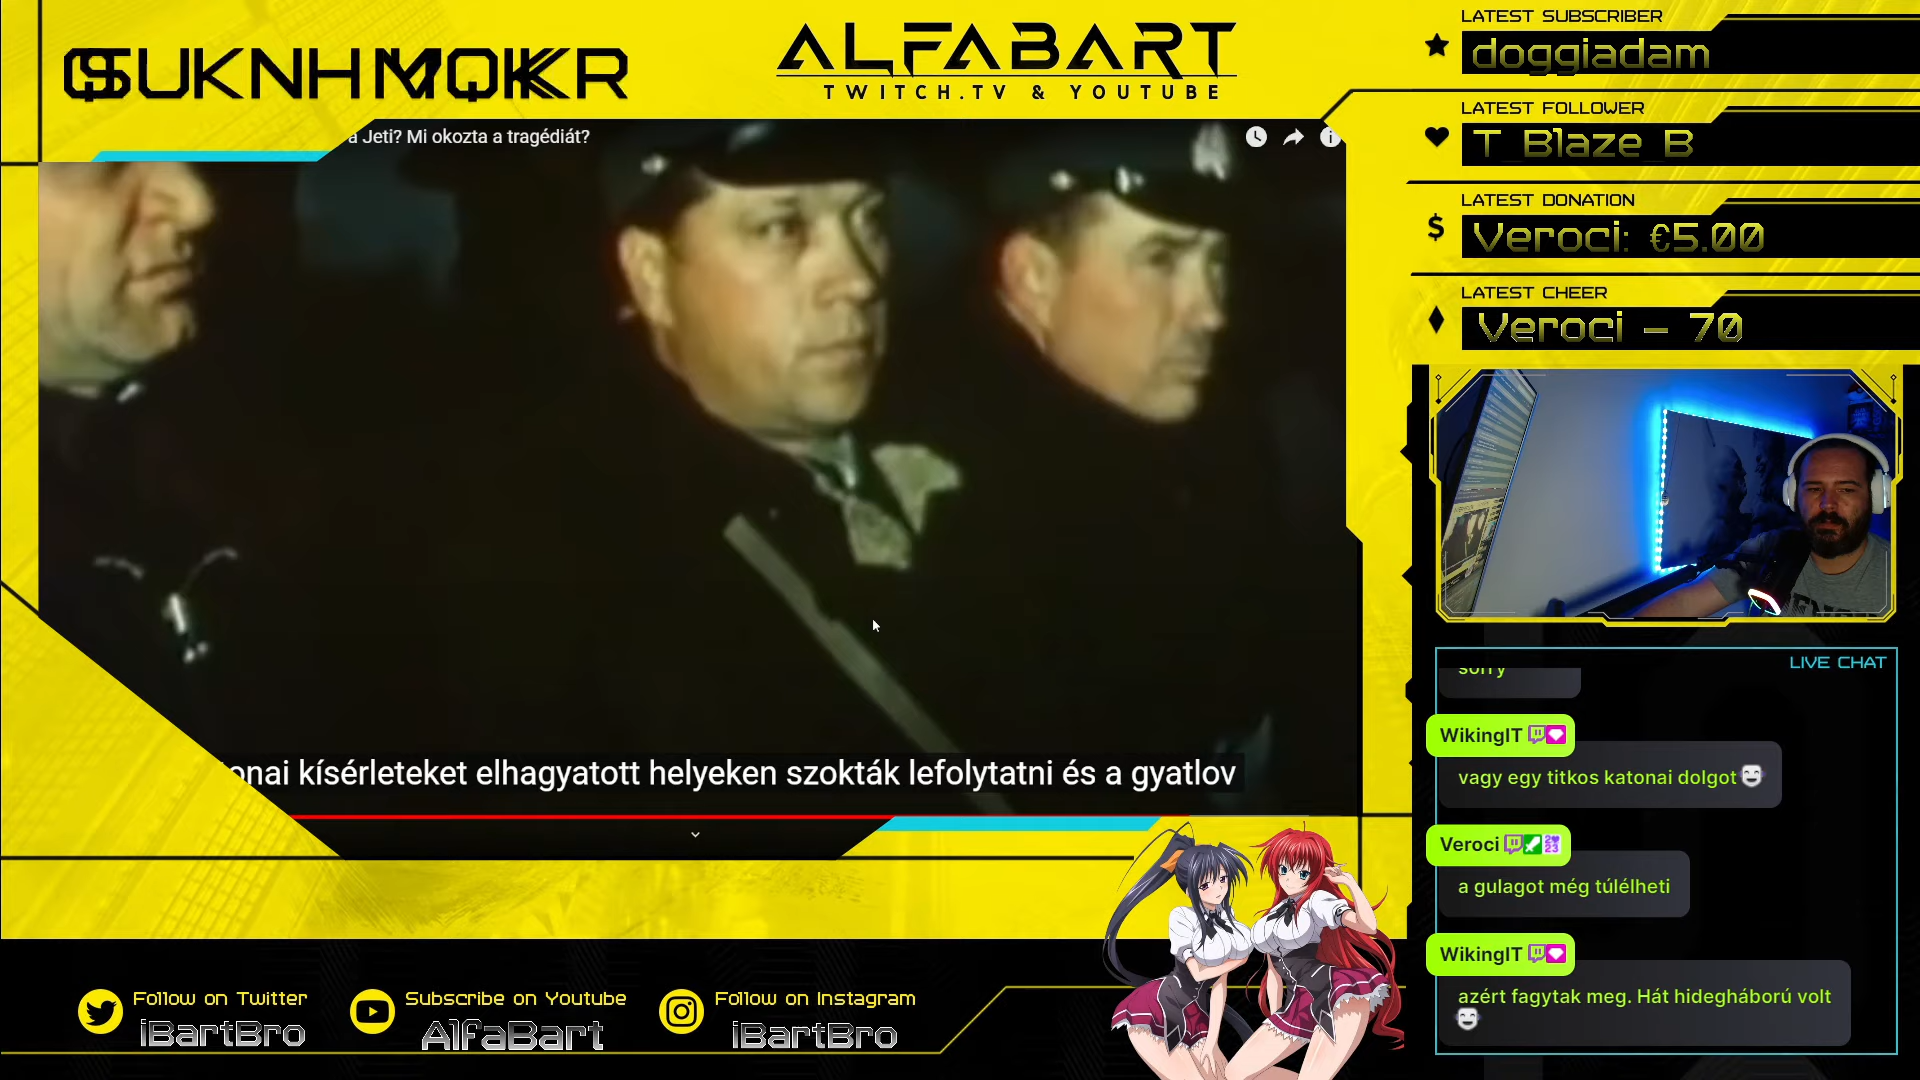 ALFABART
TWITCH.TV & YOUTUBE
a Jeti? Mi okozta a tragédiát?
onai kísérleteket elhagyatott helyeken szokták lefolytatni és a gyatlov
LATEST SUBSCRIBER
doggiadam
LATEST FOLLOWER
T_Blaze_B
LATEST DONATION
Veroci: €5.00
LATEST CHEER
Veroci - 70
LIVE CHAT
sorry
WikingIT
vagy egy titkos katonai dolgot
Veroci
a gulagot még túlélheti
WikingIT
azért fagytak meg. Hát hidegháború volt
Follow on Twitter
iBartBro
Subscribe on Youtube
AlfaBart
Follow on Instagram
iBartBro